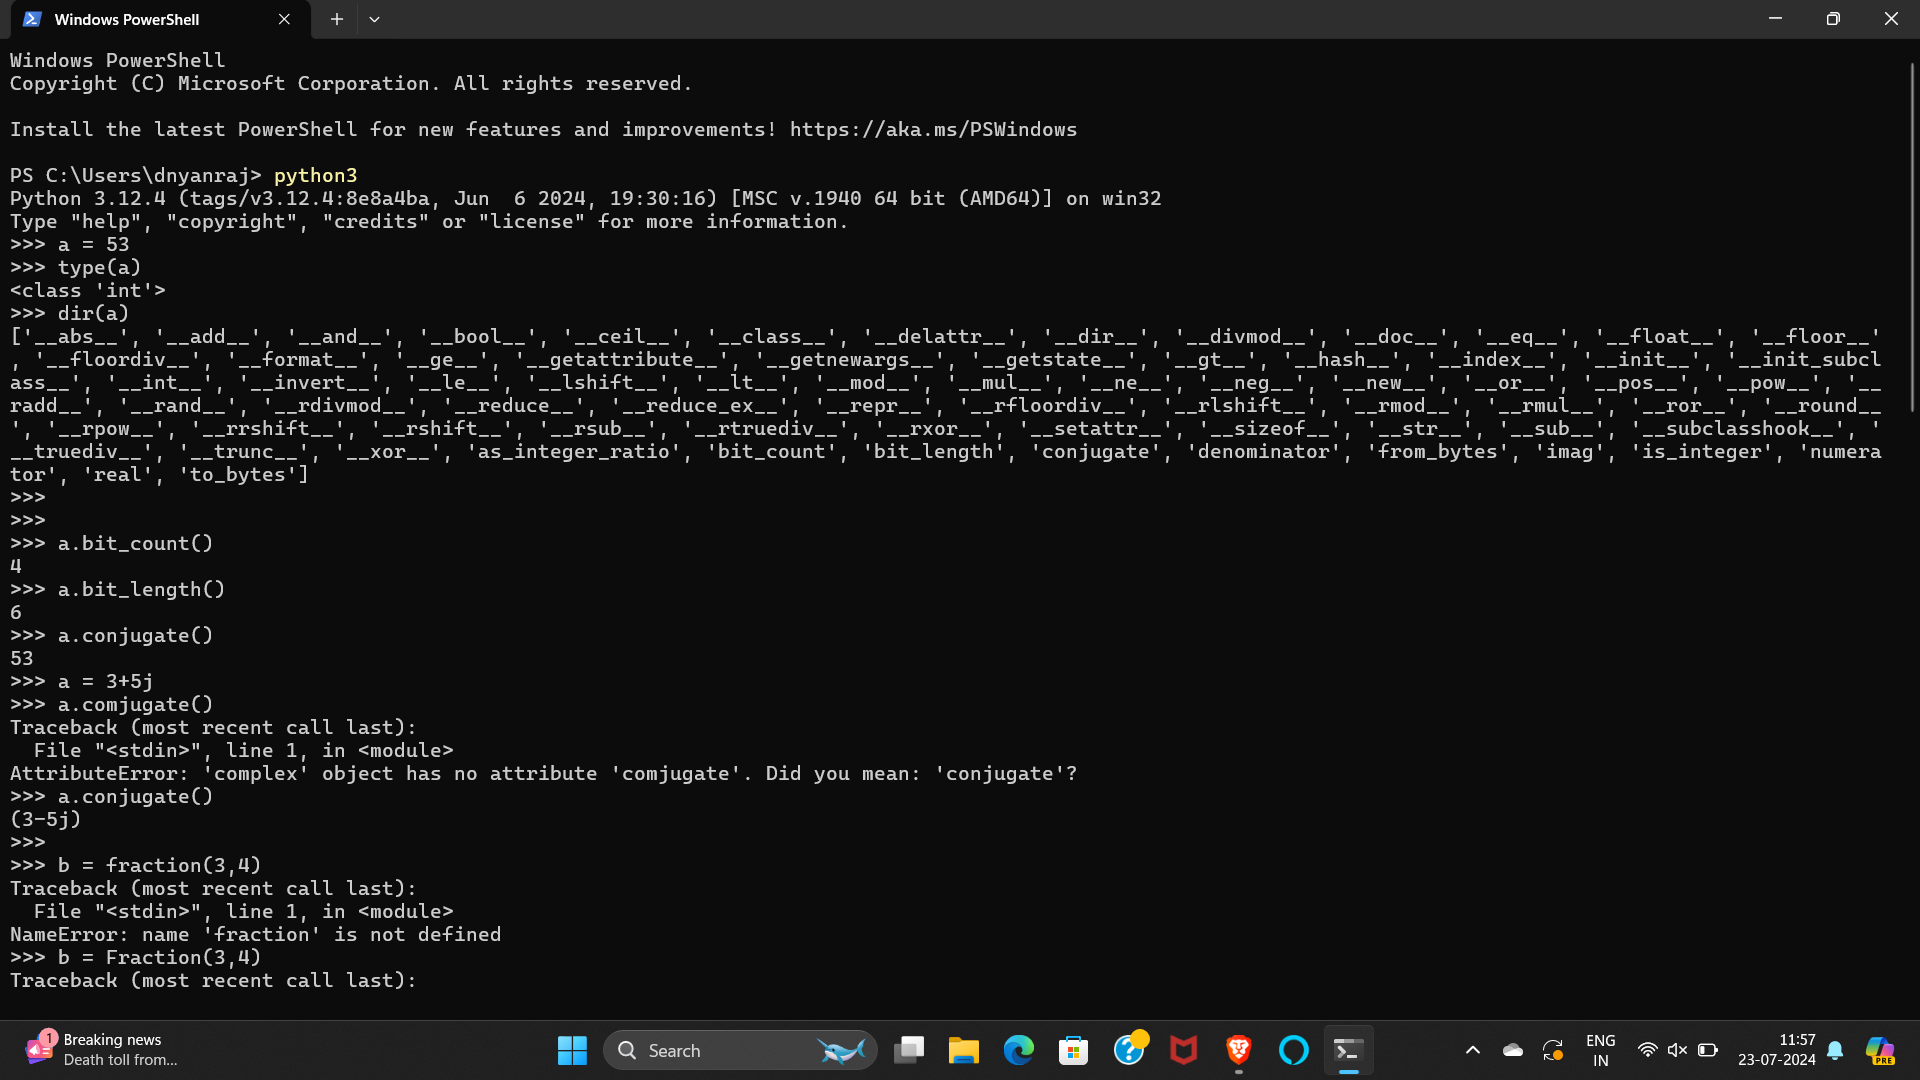 Windows PowerShell
Windows PowerShell
Copyright (C) Microsoft Corporation. All rights reserved.
Install the latest PowerShell for new features and improvements! https://aka.ms/PSWindows
PS C:\Users\dnyanraj> python3
Python 3.12.4 (tags/v3.12.4:8e8a4ba, Jun  6 2024, 19:30:16) [MSC v.1940 64 bit (AMD64)] on win32
Type "help", "copyright", "credits" or "license" for more information.
>>> a = 53
>>> type(a)
<class 'int'>
>>> dir(a)
['__abs__', '__add__', '__and__', '__bool__', '__ceil__', '__class__', '__delattr__', '__dir__', '__divmod__', '__doc__', '__eq__', '__float__', '__floor__'
, '__floordiv__', '__format__', '__ge__', '__getattribute__', '__getnewargs__', '__getstate__', '__gt__', '__hash__', '__index__', '__init__', '__init_subcl
ass__', '__int__', '__invert__', '__le__', '__lshift__', '__lt__', '__mod__', '__mul__', '__ne__', '__neg__', '__new__', '__or__', '__pos__', '__pow__', '__
radd__', '__rand__', '__rdivmod__', '__reduce__', '__reduce_ex__', '__repr__', '__rfloordiv__', '__rlshift__', '__rmod__', '__rmul__', '__ror__', '__round__
', '__rpow__', '__rrshift__', '__rshift__', '__rsub__', '__rtruediv__', '__rxor__', '__setattr__', '__sizeof__', '__str__', '__sub__', '__subclasshook__', '
__truediv__', '__trunc__', '__xor__', 'as_integer_ratio', 'bit_count', 'bit_length', 'conjugate', 'denominator', 'from_bytes', 'imag', 'is_integer', 'numera
tor', 'real', 'to_bytes']
>>>
>>>
>>> a.bit_count()
4
>>> a.bit_length()
6
>>> a.conjugate()
53
>>> a = 3+5j
>>> a.comjugate()
Traceback (most recent call last):
  File "<stdin>", line 1, in <module>
AttributeError: 'complex' object has no attribute 'comjugate'. Did you mean: 'conjugate'?
>>> a.conjugate()
(3-5j)
>>>
>>> b = fraction(3,4)
Traceback (most recent call last):
  File "<stdin>", line 1, in <module>
NameError: name 'fraction' is not defined
>>> b = Fraction(3,4)
Traceback (most recent call last):
1
Breaking news
Death toll from...
Search
PRE
ENG
IN
11:57
23-07-2024